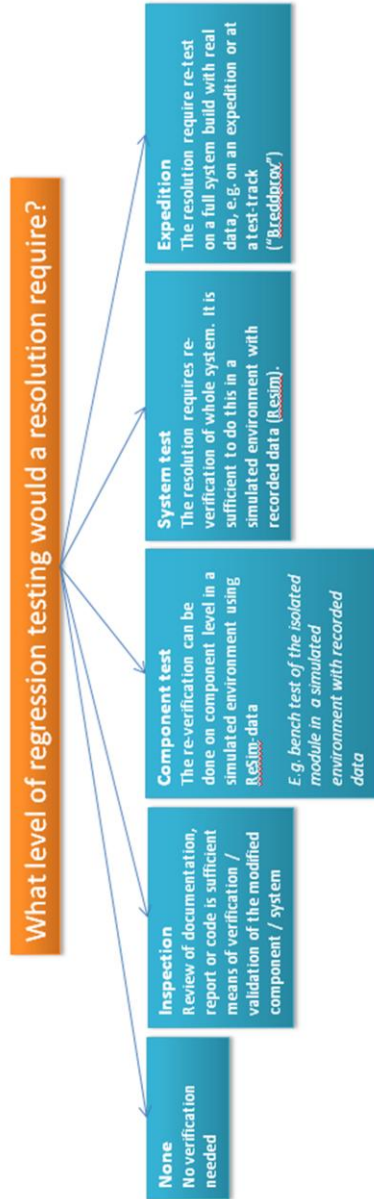 What level of regression testing would a resolution require?
None
No verification
needed
Inspection
Review of documentation,
report or code is sufficient
means of verification /
validation of the modified
component / system
Component test
The re-verification can be
done on component level in a
simulated environment using
ReSim-data
E.g. bench test of the isolated
module in a simulated
environment with recorded
data
System test
The resolution requires re-
verification of whole system. It is
sufficient to do this in a
simulated environment with
recorded data (Resim).
Expedition
The resolution require re-test
on a full system build with real
data, e.g. on an expedition or at
a test-track
("Breddprov")